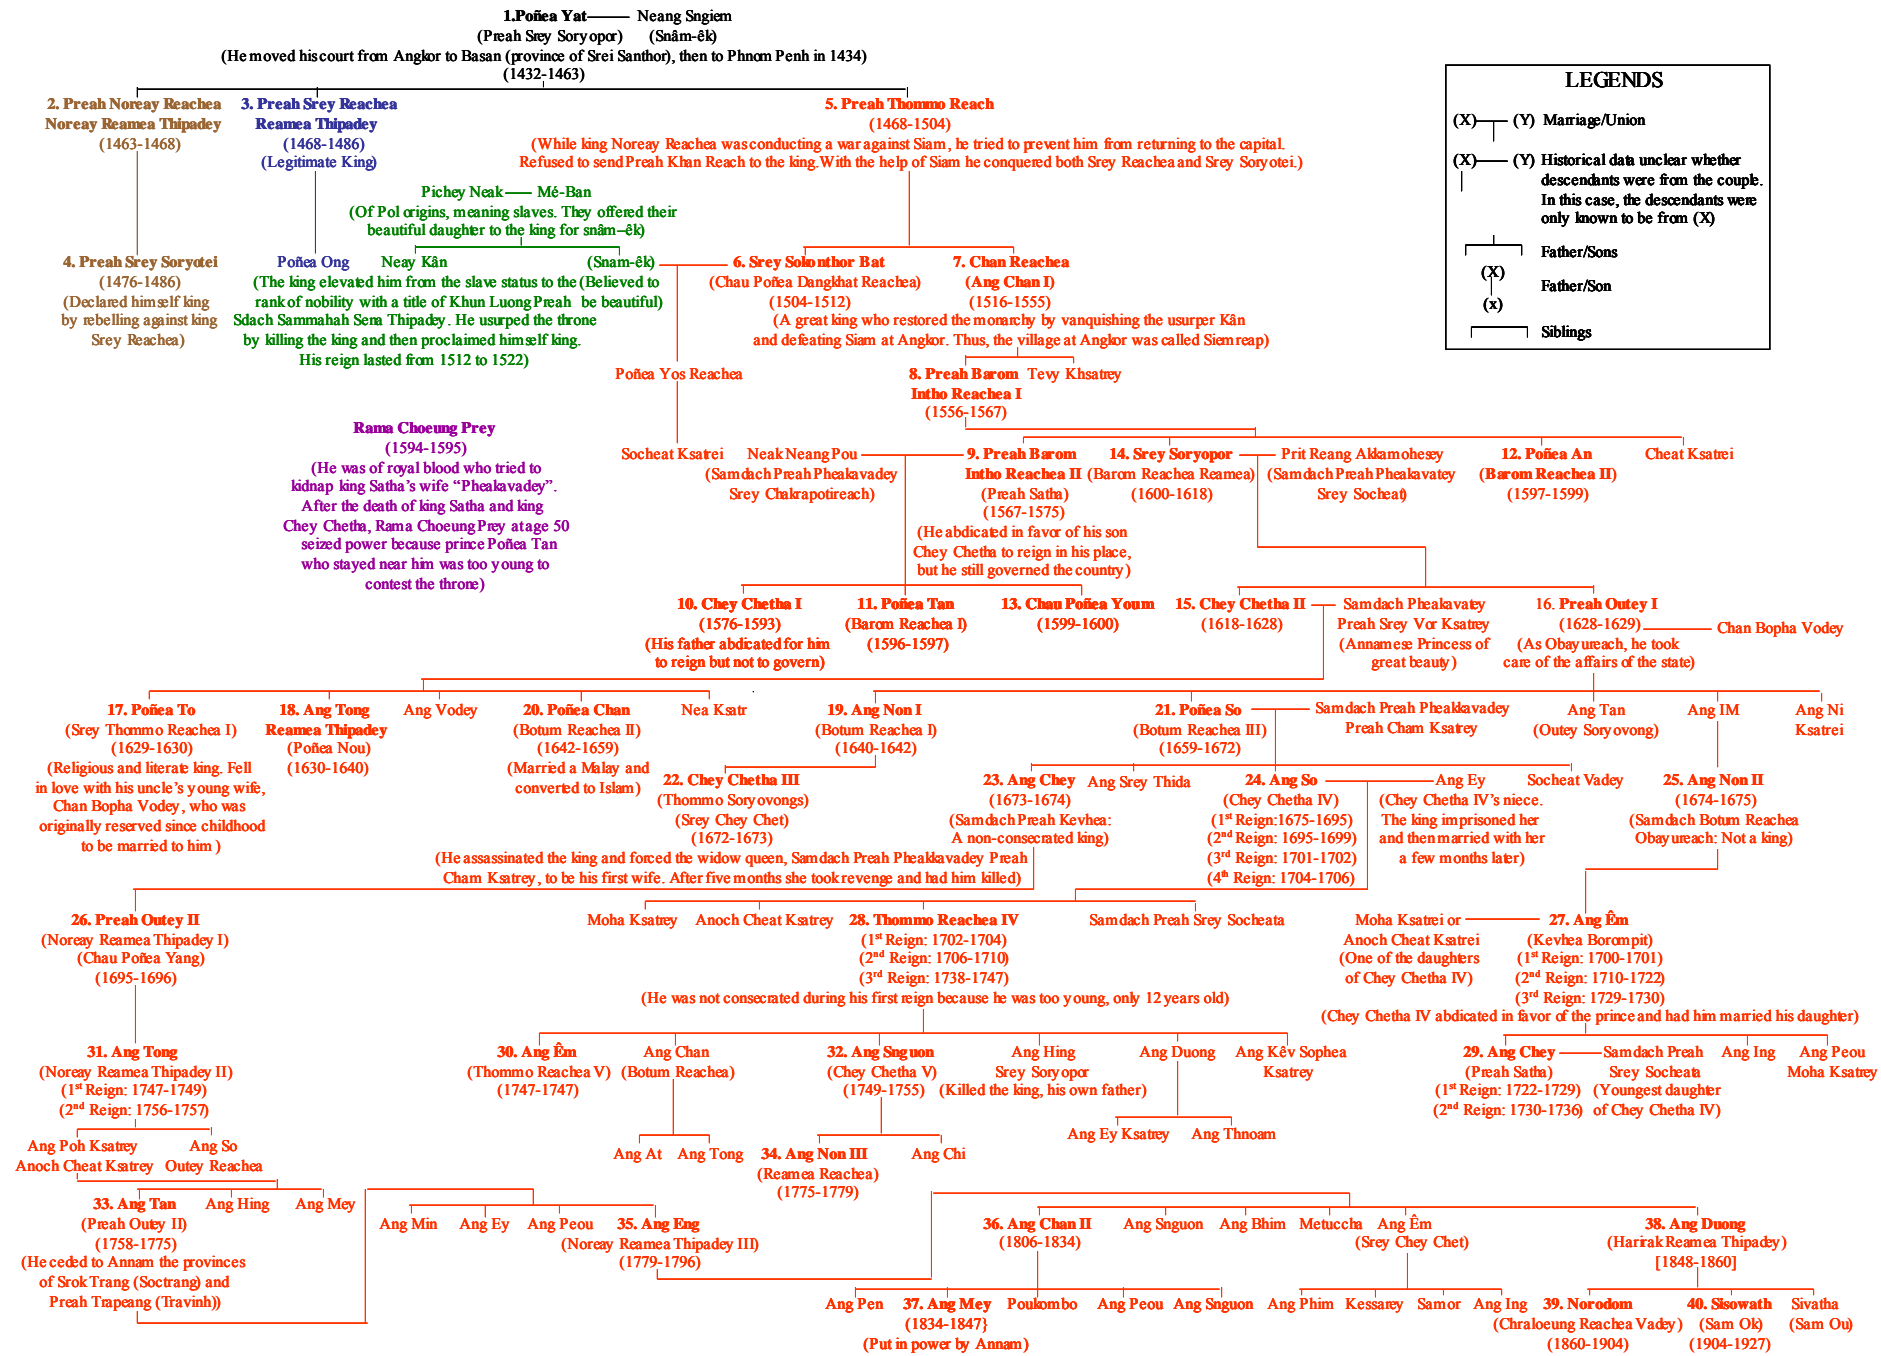 1.Poñea Yat Neang Sngiem
(Preah Srey Soryopor) (Snâm-êk)
(He moved his court from Angkor to Basan (province of Srei Santhor), then to Phnom Penh in 1434)
(1432-1463)
LEGENDS
(X) (Y) Marriage/Union
(X) (Y) Historical data unclear whether
descendants were from the couple.
In this case, the descendants were
only known to be from (X)
Father/Sons
(X)
Father/Son
(x)
Siblings
2. Preah Noreay Reachea
Noreay Reamea Thipadey
(1463-1468)
3. Preah Srey Reachea
Reamea Thipadey
(1468-1486)
(Legitimate King)
5. Preah Thommo Reach
(1468-1504)
(While king Noreay Reachea was conducting a war against Siam, he tried to prevent him from returning to the capital.
Refused to send Preah Khan Reach to the king.With the help of Siam he conquered both Srey Reachea and Srey Soryotei.)
Pichey Neak Mé-Ban
(Of Pol origins, meaning slaves. They offered their
beautiful daughter to the king for snâm–êk)
4. Preah Srey Soryotei
(1476-1486)
(Declared himself king
by rebelling against king
Srey Reachea)
Poñea Ong
Neay Kân
(The king elevated him from the slave status to the
rank of nobility with a title of Khun Luong Preah
Sdach Sammahah Sena Thipadey. He usurped the throne
by killing the king and then proclaimed himself king.
His reign lasted from 1512 to 1522)
(Snam-êk)
(Believed to
be beautiful)
6. Srey Sokonthor Bat
(Chau Poñea Dangkhat Reachea)
(1504-1512)
7. Chan Reachea
(Ang Chan I)
(1516-1555)
(A great king who restored the monarchy by vanquishing the usurper Kân
and defeating Siam at Angkor. Thus, the village at Angkor was called Siemreap)
Poñea Yos Reachea
8. Preah Barom
Intho Reachea I
(1556-1567)
Tevy Khsatrey
Rama Choeung Prey
(1594-1595)
(He was of royal blood who tried to
kidnap king Satha’s wife “Pheakavadey”.
After the death of king Satha and king
Chey Chetha, Rama Choeung Prey at age 50
seized power because prince Poñea Tan
who stayed near him was too young to
contest the throne)
Socheat Ksatrei
Neak Neang Pou
(Samdach Preah Pheakavadey
Srey Chakrapotireach)
9. Preah Barom
Intho Reachea II
(Preah Satha)
(1567-1575)
(He abdicated in favor of his son
Chey Chetha to reign in his place,
but he still governed the country)
14. Srey Soryopor
(Barom Reachea Reamea)
(1600-1618)
Prit Reang Akkamohesey
(Samdach Preah Pheakavatey
Srey Socheat)
12. Poñea An
(Barom Reachea II)
(1597-1599)
Cheat Ksatrei
10. Chey Chetha I
(1576-1593)
(His father abdicated for him
to reign but not to govern)
11. Poñea Tan
(Barom Reachea I)
(1596-1597)
13. Chau Poñea Youm
(1599-1600)
15. Chey Chetha II
(1618-1628)
Samdach Pheakavatey
Preah Srey Vor Ksatrey
(Annamese Princess of
great beauty)
16. Preah Outey I
(1628-1629)
(As Obayureach, he took
care of the affairs of the state)
Chan Bopha Vodey
17. Poñea To
(Srey Thommo Reachea I)
(1629-1630)
(Religious and literate king. Fell
in love with his uncle’s young wife,
Chan Bopha Vodey, who was
originally reserved since childhood
to be married to him)
18. Ang Tong
Reamea Thipadey
(Poñea Nou)
(1630-1640)
Ang Vodey
20. Poñea Chan
(Botum Reachea II)
(1642-1659)
(Married a Malay and
converted to Islam)
Nea Ksatr
19. Ang Non I
(Botum Reachea I)
(1640-1642)
21. Poñea So
(Botum Reachea III)
(1659-1672)
Samdach Preah Pheakkavadey
Preah Cham Ksatrey
Ang Tan
(Outey Soryovong)
Ang IM
Ang Ni
Ksatrei
22. Chey Chetha III
(Thommo Soryovongs)
(Srey Chey Chet)
(1672-1673)
(He assassinated the king and forced the widow queen, Samdach Preah Pheakkavadey Preah
Cham Ksatrey, to be his first wife. After five months she took revenge and had him killed)
23. Ang Chey
(1673-1674)
(Samdach Preah Kevhea:
A non-consecrated king)
Ang Srey Thida
24. Ang So
(Chey Chetha IV)
(1st Reign:1675-1695)
(2nd Reign: 1695-1699)
(3rd Reign: 1701-1702)
(4th Reign: 1704-1706)
Ang Ey
(Chey Chetha IV’s niece.
The king imprisoned her
and then married with her
a few months later)
Socheat Vadey
25. Ang Non II
(1674-1675)
(Samdach Botum Reachea
Obayureach: Not a king)
26. Preah Outey II
(Noreay Reamea Thipadey I)
(Chau Poñea Yang)
(1695-1696)
Moha Ksatrey
Anoch Cheat Ksatrey
28. Thommo Reachea IV
(1st Reign: 1702-1704)
(2nd Reign: 1706-1710)
(3rd Reign: 1738-1747)
(He was not consecrated during his first reign because he was too young, only 12 years old)
Samdach Preah Srey Socheata
Moha Ksatrei or
Anoch Cheat Ksatrei
(One of the daughters
of Chey Chetha IV)
27. Ang Êm
(Kevhea Borompit)
(1st Reign: 1700-1701)
(2nd Reign: 1710-1722)
(3rd Reign: 1729-1730)
(Chey Chetha IV abdicated in favor of the prince and had him married his daughter)
31. Ang Tong
(Noreay Reamea Thipadey II)
(1st Reign: 1747-1749)
(2nd Reign: 1756-1757)
30. Ang Êm
(Thommo Reachea V)
(1747-1747)
Ang Chan
(Botum Reachea)
32. Ang Snguon
(Chey Chetha V)
(1749-1755)
Ang Hing
Srey Soryopor
(Killed the king, his own father)
Ang Duong
Ang Kêv Sophea
Ksatrey
29. Ang Chey
(Preah Satha)
(1st Reign: 1722-1729)
(2nd Reign: 1730-1736)
Samdach Preah
Srey Socheata
(Youngest daughter
of Chey Chetha IV)
Ang Ing
Ang Peou
Moha Ksatrey
Ang Poh Ksatrey
Anoch Cheat Ksatrey
Ang So
Outey Reachea
Ang At
Ang Tong
34. Ang Non III
(Reamea Reachea)
(1775-1779)
Ang Chi
Ang Ey Ksatrey
Ang Thnoam
33. Ang Tan
(Preah Outey II)
(1758-1775)
(He ceded to Annam the provinces
of Srok Trang (Soctrang) and
Preah Trapeang (Travinh))
Ang Hing
Ang Mey
Ang Min
Ang Ey
Ang Peou
35. Ang Eng
(Noreay Reamea Thipadey III)
(1779-1796)
36. Ang Chan II
(1806-1834)
Ang Snguon
Ang Bhim
Metuccha
Ang Êm
(Srey Chey Chet)
38. Ang Duong
(Harirak Reamea Thipadey)
[1848-1860]
Ang Pen
37. Ang Mey
(1834-1847}
(Put in power by Annam)
Poukombo
Ang Peou
Ang Snguon
Ang Phim
Kessarey
Samor
Ang Ing
39. Norodom
(Chraloeung Reachea Vadey)
(1860-1904)
40. Sisowath
(Sam Ok)
(1904-1927)
Sivatha
(Sam Ou)